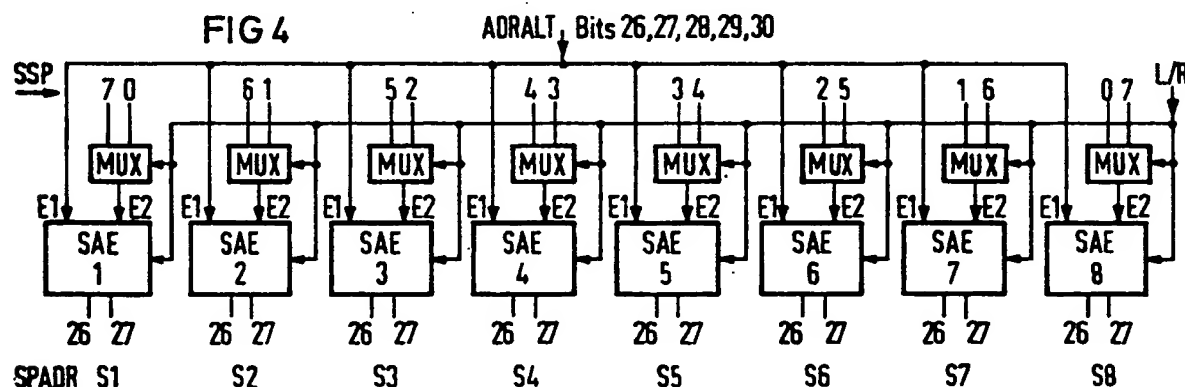 FIG 4
ADRALT Bits 26,27,28,29,30
SSP
L/R
7 0 6 1 5 2 4 3 3 4 2 5 1 6 0 7
MUX MUX MUX MUX MUX MUX MUX MUX
E1 E2 E1 E2 E1 E2 E1 E2 E1 E2 E1 E2 E1 E2 E1 E2
SAE SAE SAE SAE SAE SAE SAE SAE
1 2 3 4 5 6 7 8
26 27 26 27 26 27 26 27 26 27 26 27 26 27 26 27
SPADR S1 S2 S3 S4 S5 S6 S7 S8